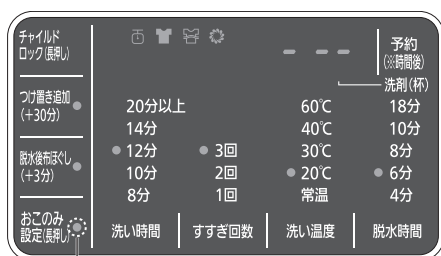 チャイルド
ロック(長押し)
予約
(※時間後)
洗剤(杯)
つけ置き追加
(+30分)
20分以上 60℃ 18分
14分 40℃ 10分
12分 3回 30℃ 8分
脱水後布ほぐし
(+3分)
10分 2回 20℃ 6分
8分 1回 常温 4分
おこのみ
設定(長押し)
洗い時間 すすぎ回数 洗い温度 脱水時間